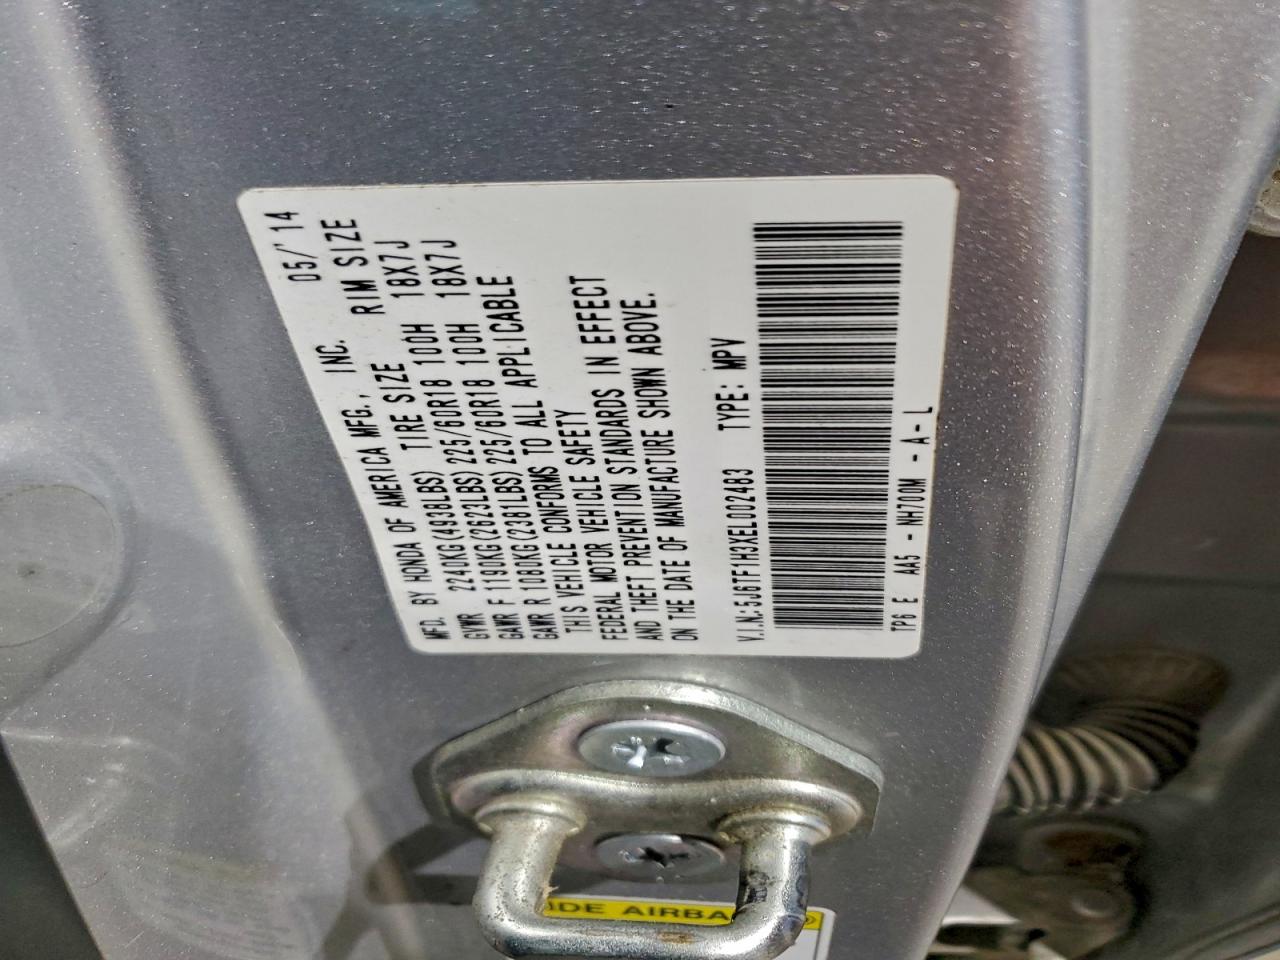 MFD. BY HONDA OF AMERICA MFG., INC. 05/'14
GVWR 2240KG(4938LBS) TIRE SIZE RIM SIZE
GAWR F 1190KG(2623LBS) 225/60R18 100H 18X7J
GAWR R 1080KG(2381LBS) 225/60R18 100H 18X7J
THIS VEHICLE CONFORMS TO ALL APPLICABLE
FEDERAL MOTOR VEHICLE SAFETY
AND THEFT PREVENTION STANDARDS IN EFFECT
ON THE DATE OF MANUFACTURE SHOWN ABOVE.
V.I.N:5J6TF1H3XEL002483 TYPE: MPV
TP6 E AA5 - NH700M - A - L
IDE AIRBA